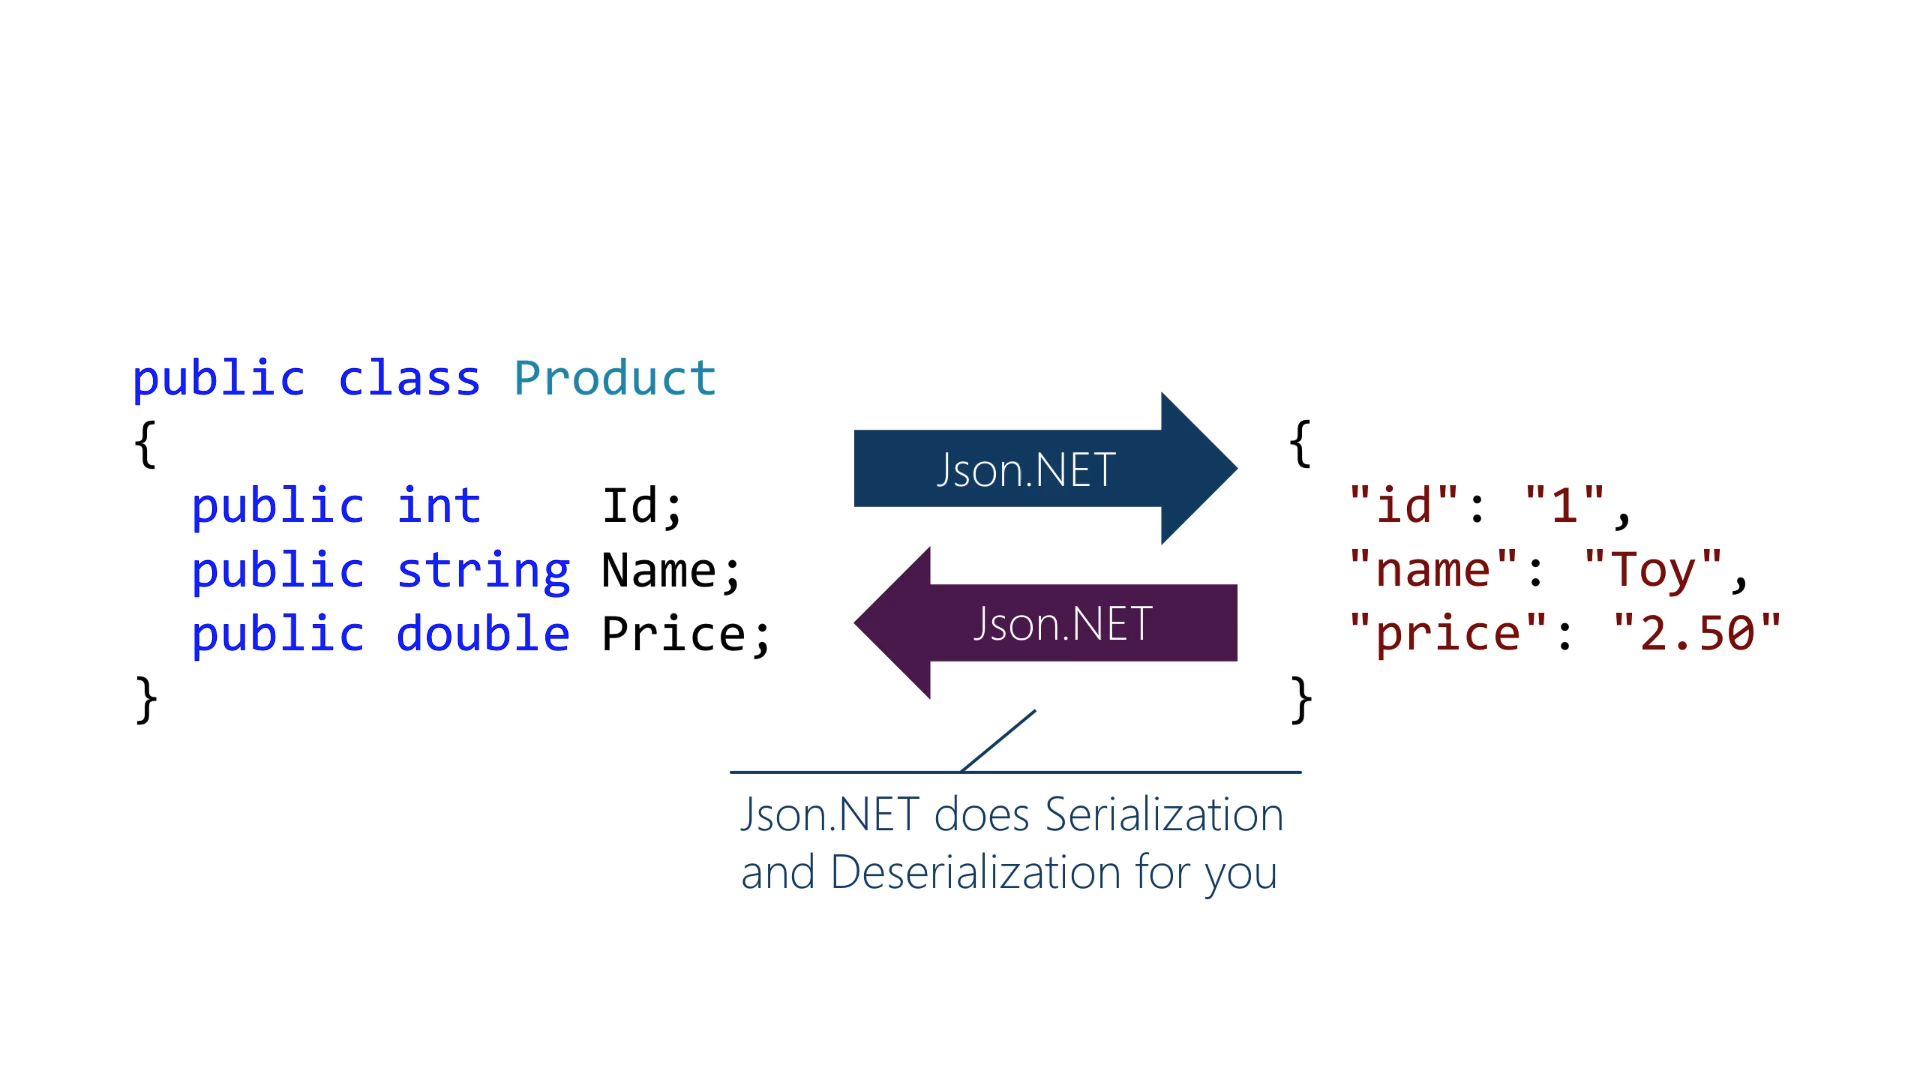 public class Product
{
public int Id;
public string Name;
public double Price;
}
Json.NET
Json.NET
{
"id": "1",
"name": "Toy",
"price": "2.50"
}
Json.NET does Serialization
and Deserialization for you